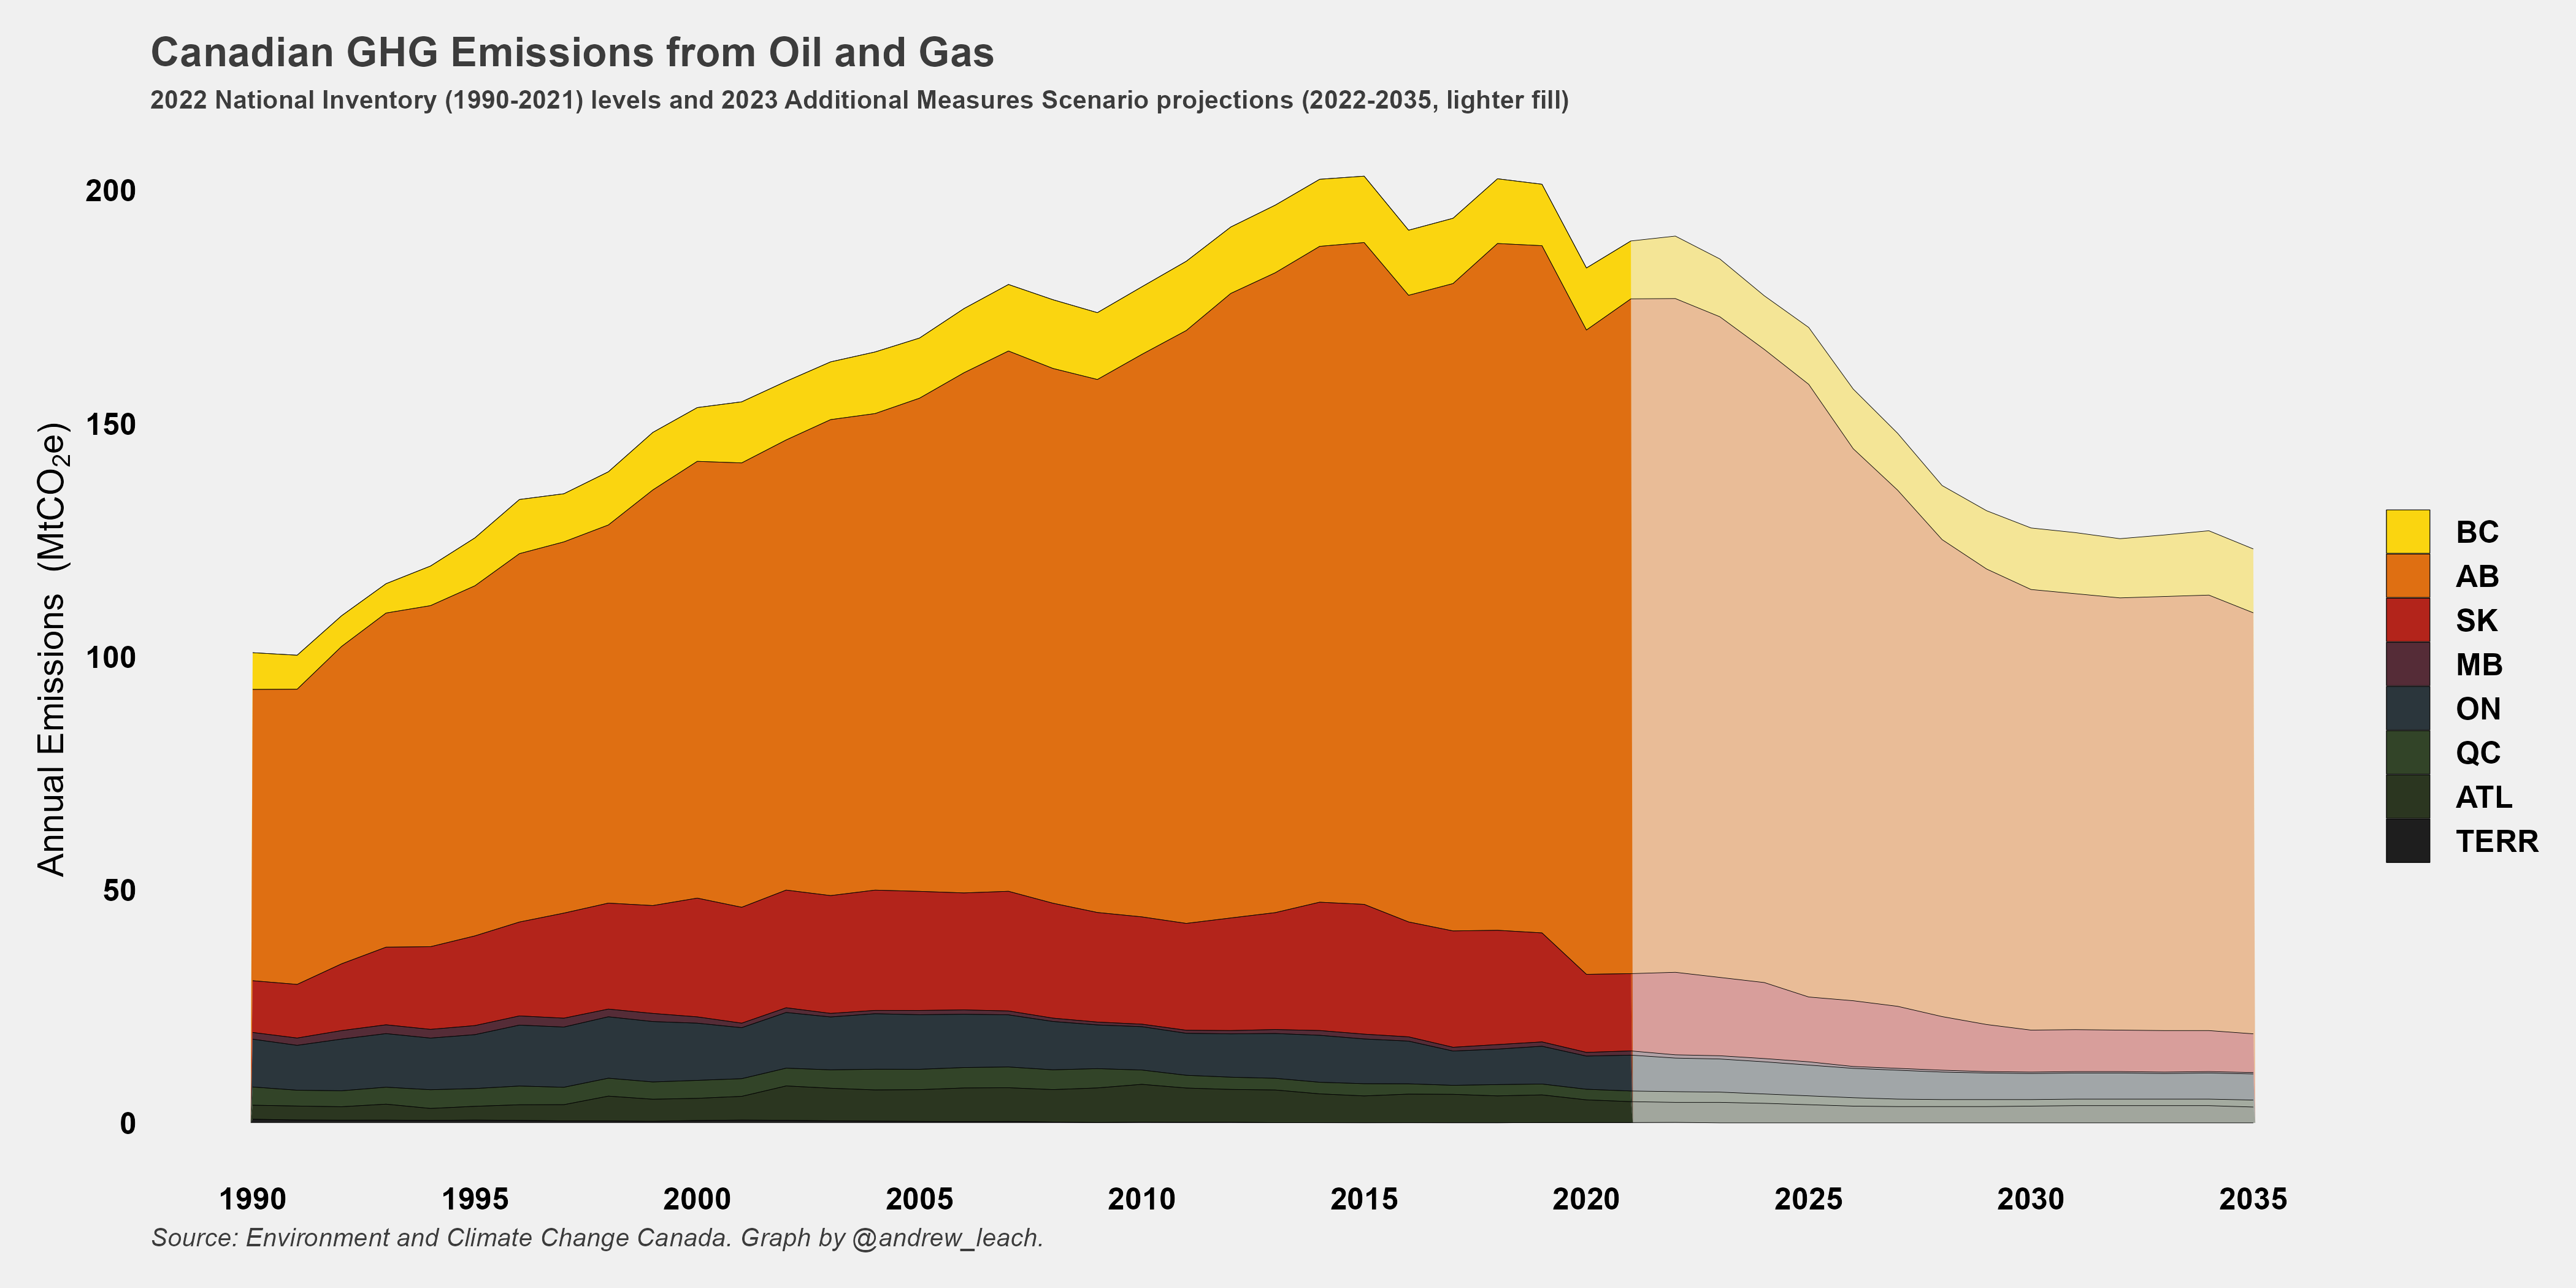 Canadian GHG Emissions from Oil and Gas
2022 National Inventory (1990-2021) levels and 2023 Additional Measures Scenario projections (2022-2035, lighter fill)
Annual Emissions (MtCO₂e)
200
150
100
50
0
1990 1995 2000 2005 2010 2015 2020 2025 2030 2035
BC
AB
SK
MB
ON
QC
ATL
TERR
Source: Environment and Climate Change Canada. Graph by @andrew_leach.